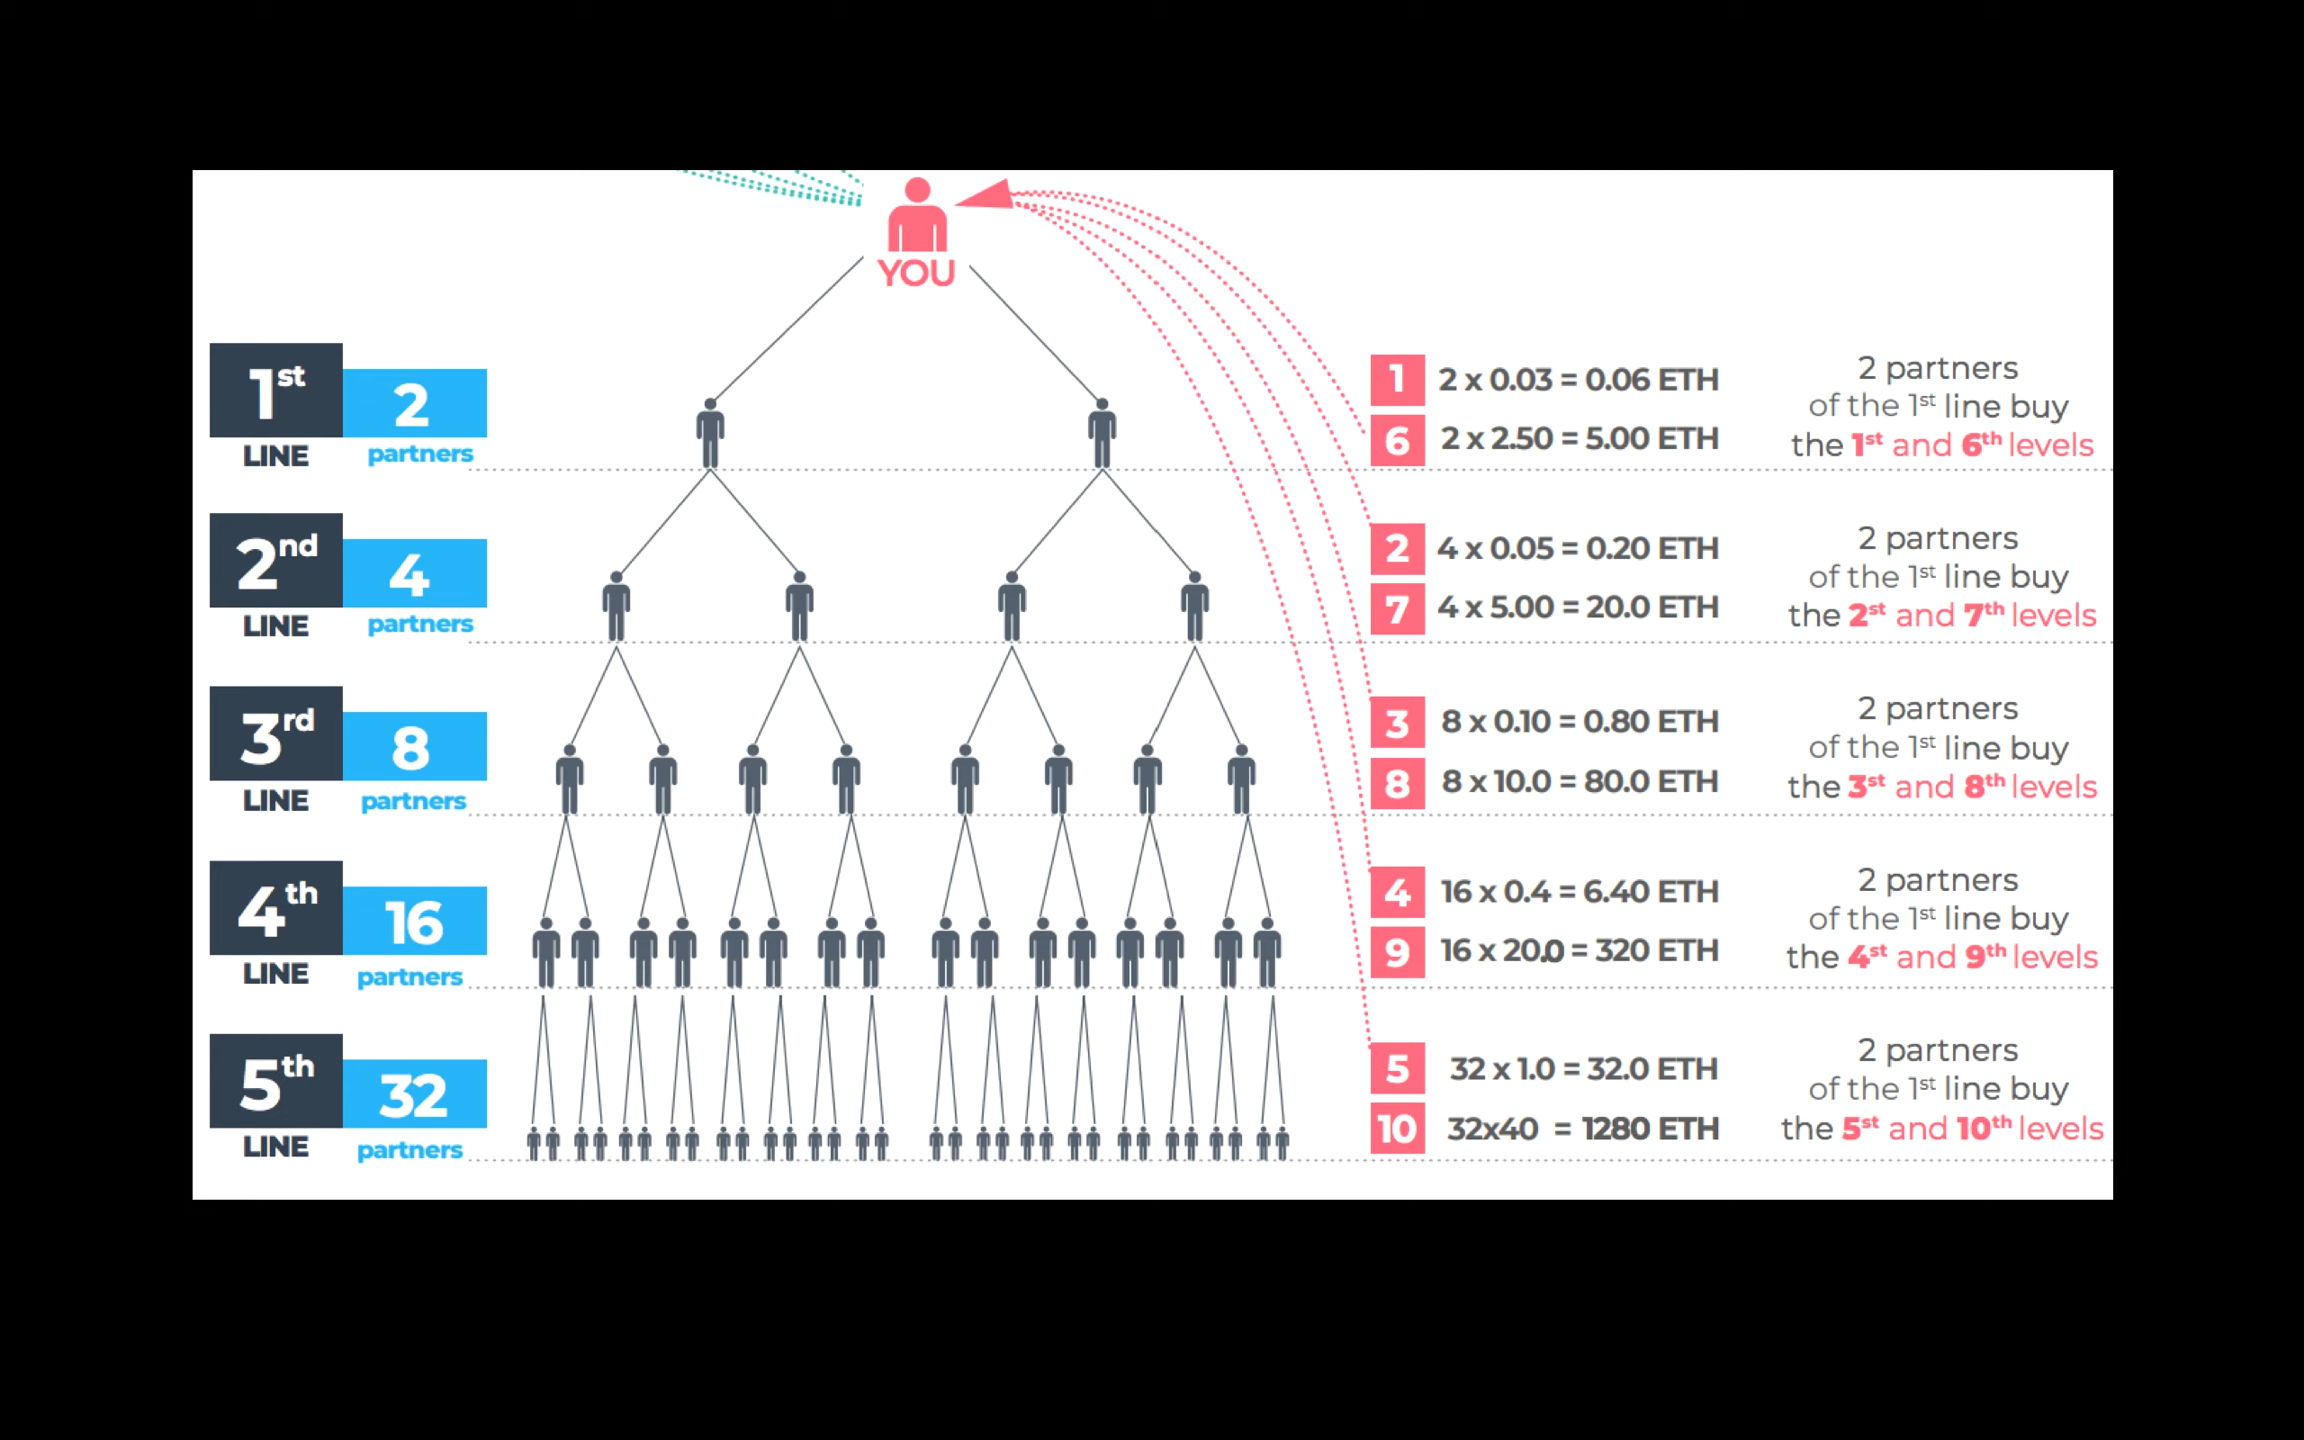 YOU
1st
LINE
2
partners
1 2 x 0.03 = 0.06 ETH
6 2 x 2.50 = 5.00 ETH
2 partners
of the 1st line buy
the 1st and 6th levels
2nd
LINE
4
partners
2 4 x 0.05 = 0.20 ETH
7 4 x 5.00 = 20.0 ETH
2 partners
of the 1st line buy
the 2st and 7th levels
3rd
LINE
8
partners
3 8 x 0.10 = 0.80 ETH
8 8 x 10.0 = 80.0 ETH
2 partners
of the 1st line buy
the 3st and 8th levels
4th
LINE
16
partners
4 16 x 0.4 = 6.40 ETH
9 16 x 20.0 = 320 ETH
2 partners
of the 1st line buy
the 4st and 9th levels
5th
LINE
32
partners
5 32 x 1.0 = 32.0 ETH
10 32x40 = 1280 ETH
2 partners
of the 1st line buy
the 5st and 10th levels